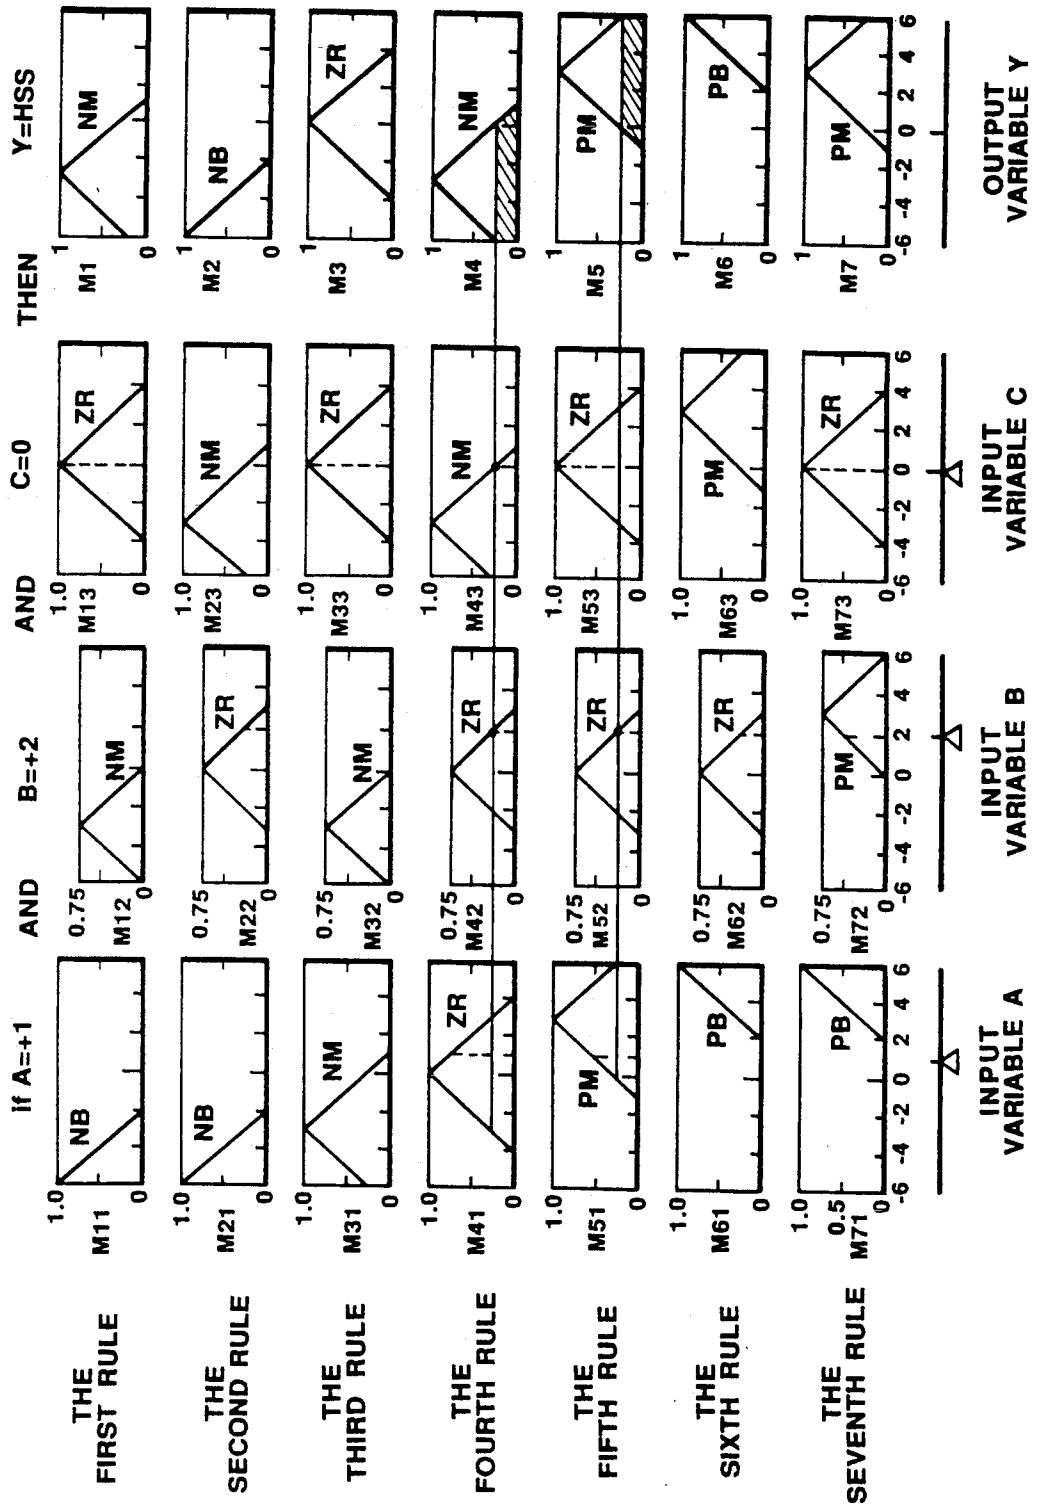 if A=+1 AND B=+2 AND C=0 THEN Y=HSS
THE
FIRST RULE
1.0
M11
0
NB
0.75
M12
0
NM
1.0
M13
0
ZR
1
M1
0
NM
THE
SECOND RULE
1.0
M21
0
NB
0.75
M22
0
ZR
1.0
M23
0
NM
1
M2
0
NB
THE
THIRD RULE
1.0
M31
0
NM
0.75
M32
0
NM
1.0
M33
0
ZR
1
M3
0
ZR
THE
FOURTH RULE
1.0
M41
0
ZR
0.75
M42
0
ZR
1.0
M43
0
NM
1
M4
0
NM
THE
FIFTH RULE
1.0
M51
0
PM
0.75
M52
0
ZR
1.0
M53
0
ZR
1
M5
0
PM
THE
SIXTH RULE
1.0
M61
0
PB
0.75
M62
0
ZR
1.0
M63
0
PM
1
M6
0
PB
THE
SEVENTH RULE
1.0
0.5
M71
0
PB
0.75
M72
0
PM
1.0
M73
0
ZR
1
M7
0
PM
-6 -4 -2 0 2 4 6
-6 -4 -2 0 2 4 6
-6 -4 -2 0 2 4 6
-6 -4 -2 0 2 4 6
INPUT
VARIABLE A
INPUT
VARIABLE B
INPUT
VARIABLE C
OUTPUT
VARIABLE Y